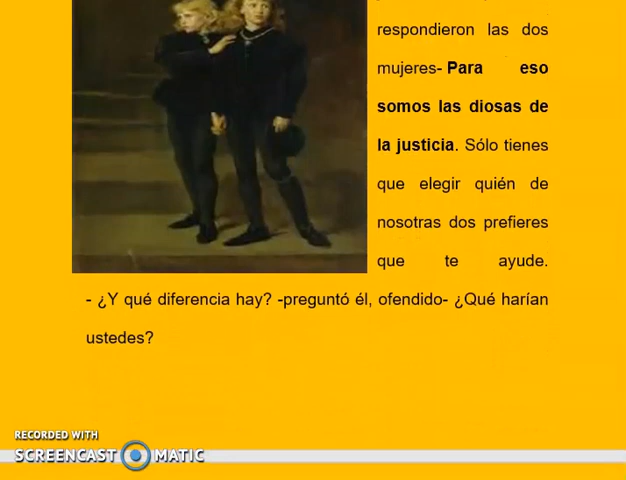 respondieron las dos
mujeres- Para eso
somos las diosas de
la justicia. Sólo tienes
que elegir quién de
nosotras dos prefieres
que te ayude.
- ¿Y qué diferencia hay? -preguntó él, ofendido- ¿Qué harían
ustedes?
RECORDED WITH
SCREENCAST MATIC